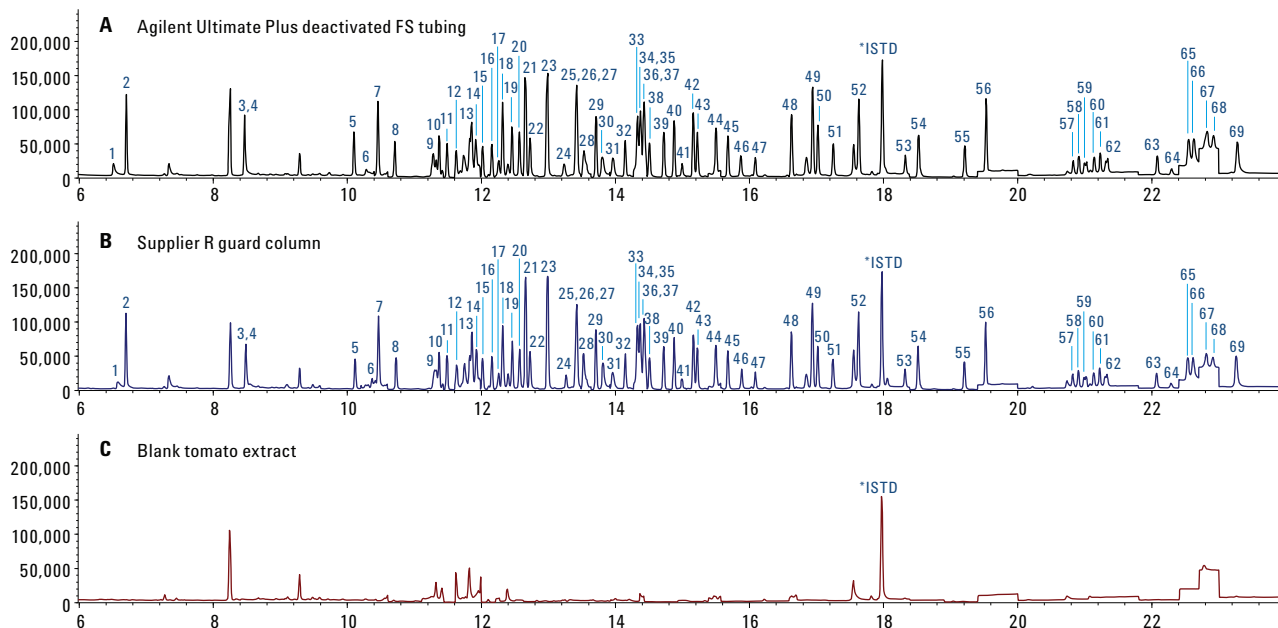 A Agilent Ultimate Plus deactivated FS tubing
200,000
150,000
100,000
50,000
0
1 2 3,4 5 6 7 8 9 10 11 12 13 14 15 16 17 18 19 20 21 22 23 24 25,26,27 28 29 30 31 32 33 34,35 36,37 38 39 40 41 42 43 44 45 46 47 48 49 50 51 52 *ISTD 53 54 55 56 57 58 59 60 61 62 63 64 65 66 67 68 69
6 8 10 12 14 16 18 20 22
B Supplier R guard column
200,000
150,000
100,000
50,000
0
1 2 3,4 5 6 7 8 9 10 11 12 13 14 15 16 17 18 19 20 21 22 23 24 25,26,27 28 29 30 31 32 33 34,35 36,37 38 39 40 41 42 43 44 45 46 47 48 49 50 51 52 *ISTD 53 54 55 56 57 58 59 60 61 62 63 64 65 66 67 68 69
6 8 10 12 14 16 18 20 22
C Blank tomato extract
200,000
150,000
100,000
50,000
0
*ISTD
6 8 10 12 14 16 18 20 22